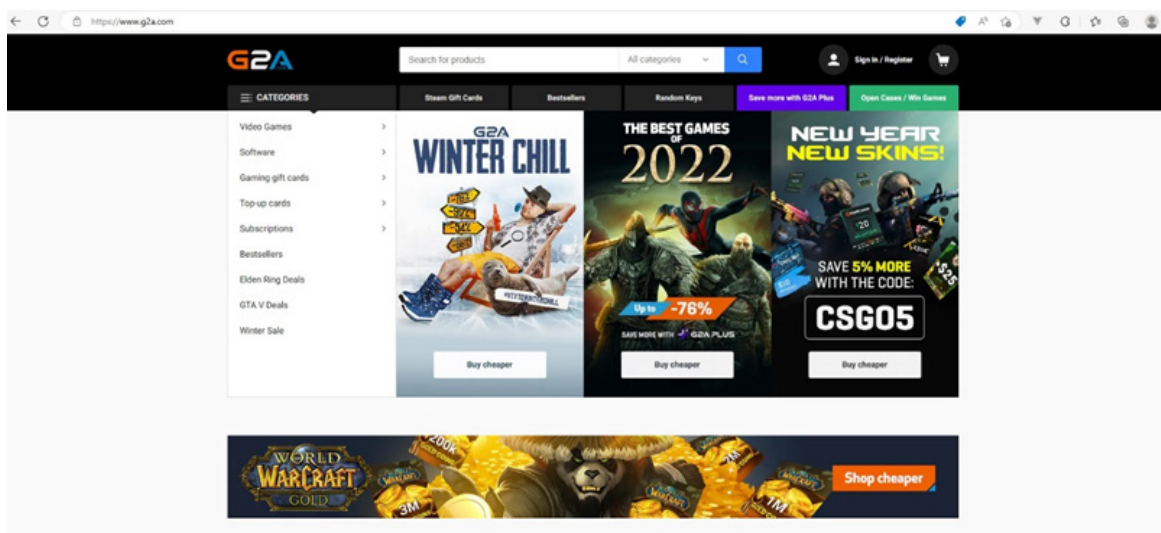 https://www.g2a.com
G2A
Search for products
All categories
Sign in / Register
CATEGORIES
Steam Gift Cards
Bestsellers
Random Keys
Save more with G2A Plus
Open Cases / Win Games
Video Games
Software
Gaming gift cards
Top-up cards
Subscriptions
Bestsellers
Elden Ring Deals
GTA V Deals
Winter Sale
G2A
WINTER CHILL
Buy cheaper
THE BEST GAMES
OF
2022
Up to -76%
SAVE MORE WITH G2A PLUS
Buy cheaper
NEW YEAR
NEW SKINS!
$20
$25
SAVE 5% MORE
WITH THE CODE:
CSGO5
Buy cheaper
WORLD
WARCRAFT
GOLD
200k
3M
1M
Shop cheaper